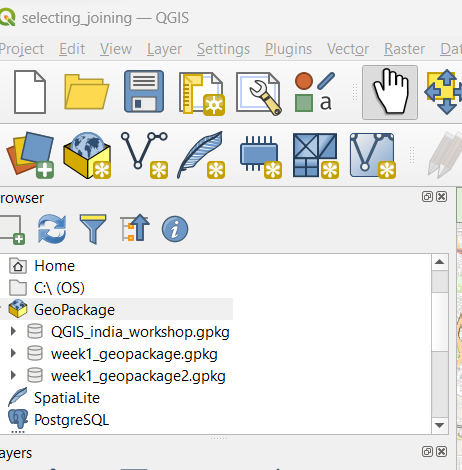 selecting_joining — QGIS
Project Edit View Layer Settings Plugins Vector Raster Dat
a
rowser
Home
C:\ (OS)
GeoPackage
QGIS_india_workshop.gpkg
week1_geopackage.gpkg
week1_geopackage2.gpkg
SpatiaLite
PostgreSQL
ayers